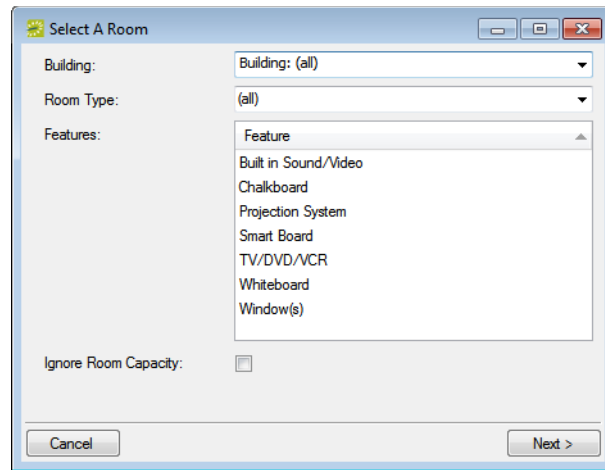 Select A Room
Building: Building: (all)
Room Type: (all)
Features: Feature
Built in Sound/Video
Chalkboard
Projection System
Smart Board
TV/DVD/VCR
Whiteboard
Window(s)
Ignore Room Capacity:
Cancel Next >